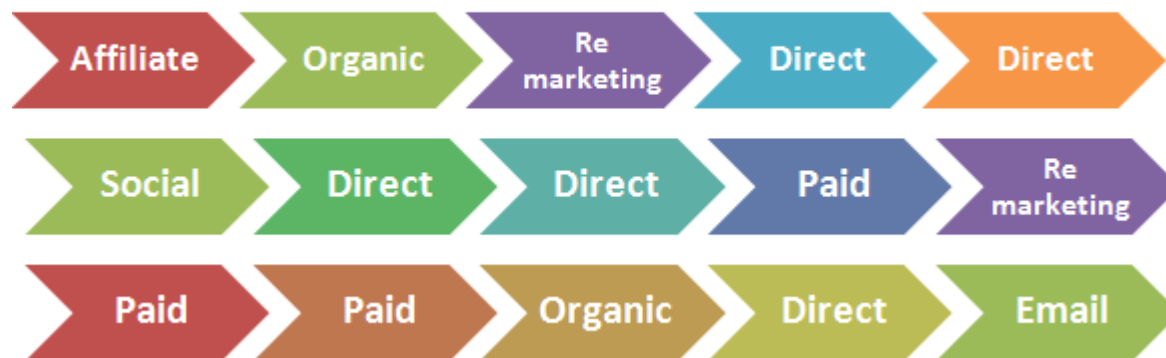 Affiliate Organic Re marketing Direct Direct
Social Direct Direct Paid Re marketing
Paid Paid Organic Direct Email